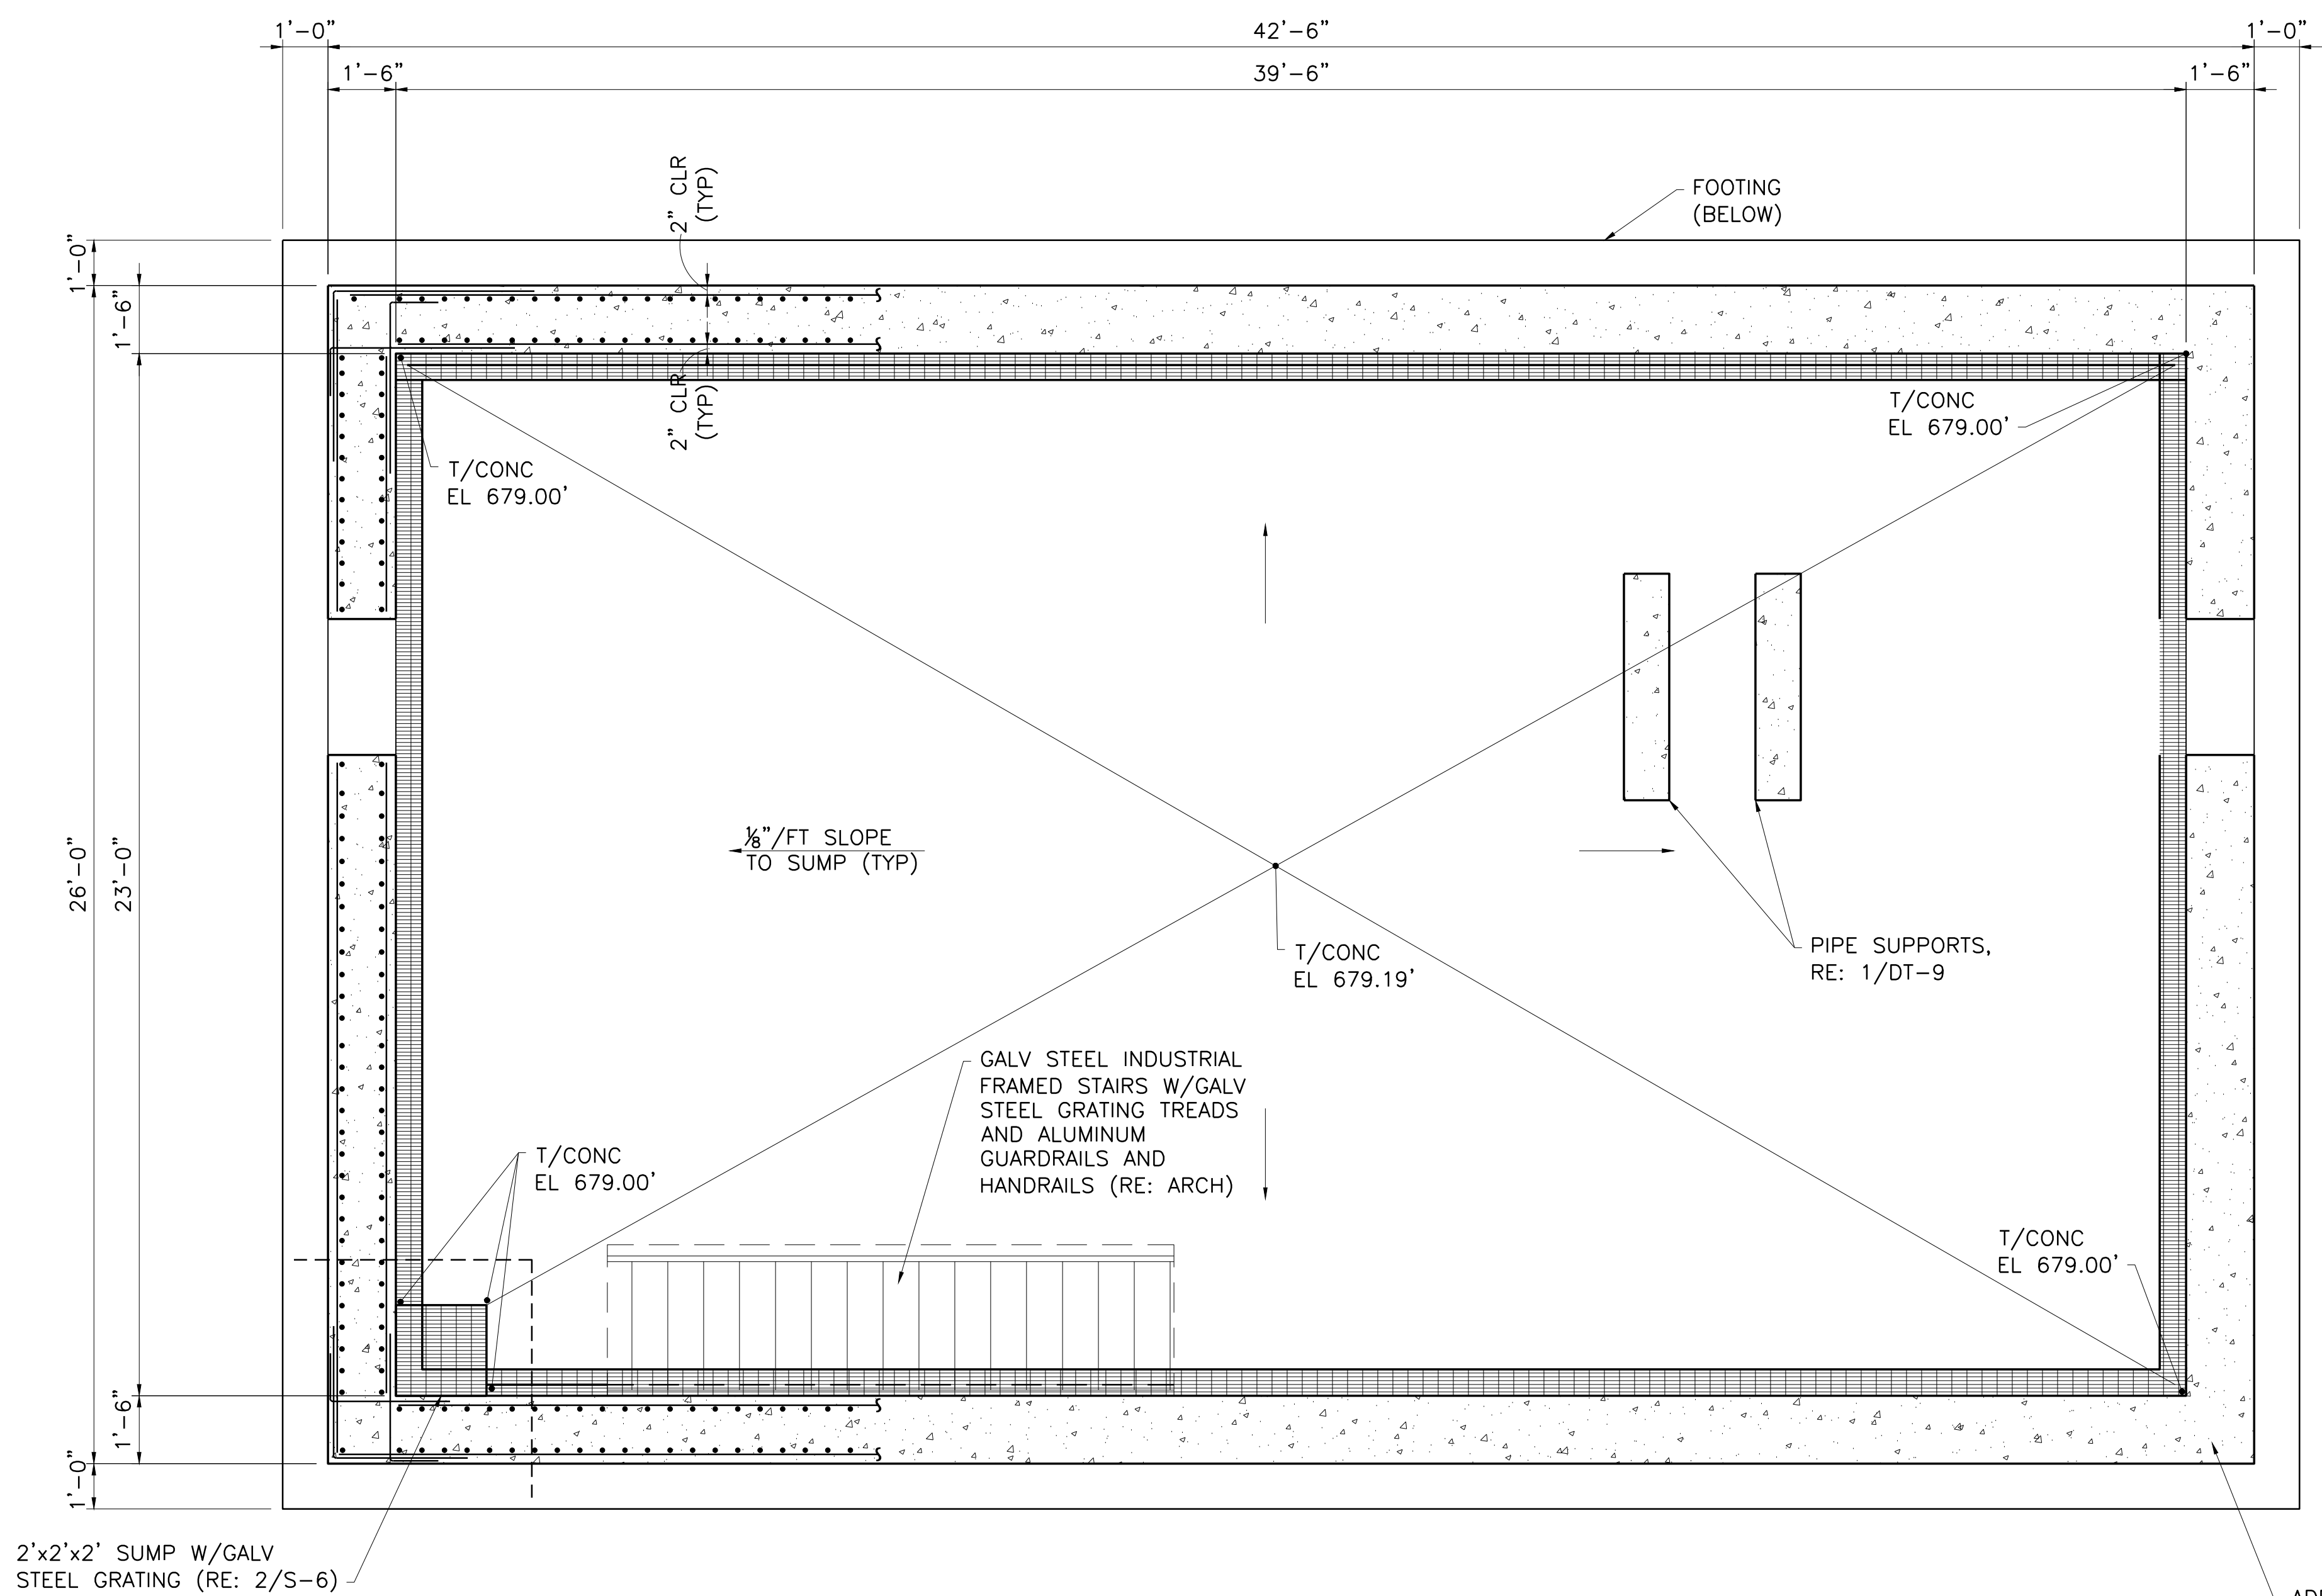 1'-0"
42'-6"
1'-0"
1'-6"
39'-6"
1'-6"
2" CLR
(TYP)
FOOTING
(BELOW)
1'-0"
1'-6"
2" CLR
(TYP)
T/CONC
EL 679.00'
T/CONC
EL 679.00'
26'-0"
23'-0"
⅛"/FT SLOPE
TO SUMP (TYP)
T/CONC
EL 679.19'
PIPE SUPPORTS,
RE: 1/DT-9
GALV STEEL INDUSTRIAL
FRAMED STAIRS W/GALV
STEEL GRATING TREADS
AND ALUMINUM
GUARDRAILS AND
HANDRAILS (RE: ARCH)
T/CONC
EL 679.00'
T/CONC
EL 679.00'
1'-6"
1'-0"
2'x2'x2' SUMP W/GALV
STEEL GRATING (RE: 2/S-6)